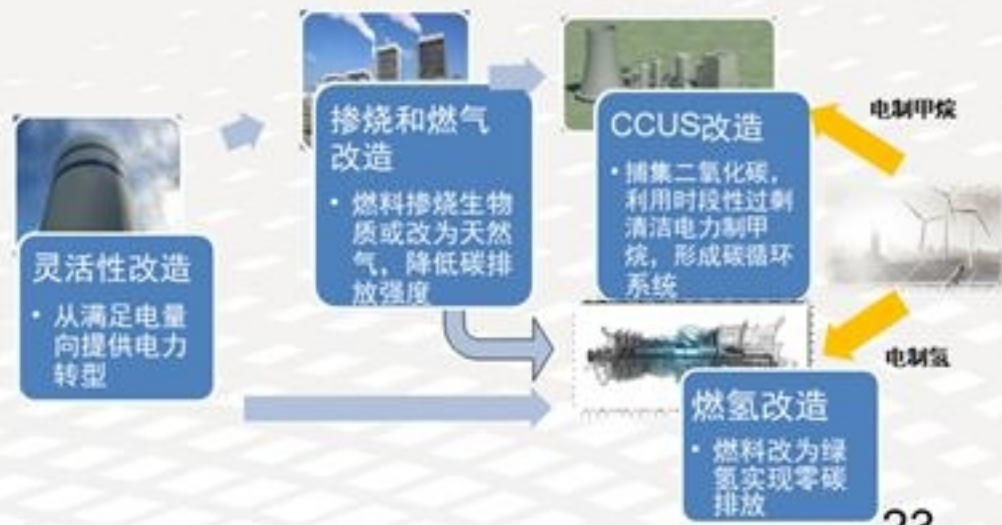 灵活性改造
• 从满足电量
向提供电力
转型
掺烧和燃气
改造
• 燃料掺烧生物
质或改为天然
气，降低碳排
放强度
CCUS改造
• 捕集二氧化碳，
利用时段性过剩
清洁电力制甲
烷，形成碳循环
系统
电制甲烷
电制氢
燃氢改造
• 燃料改为绿
氢实现零碳
排放
23